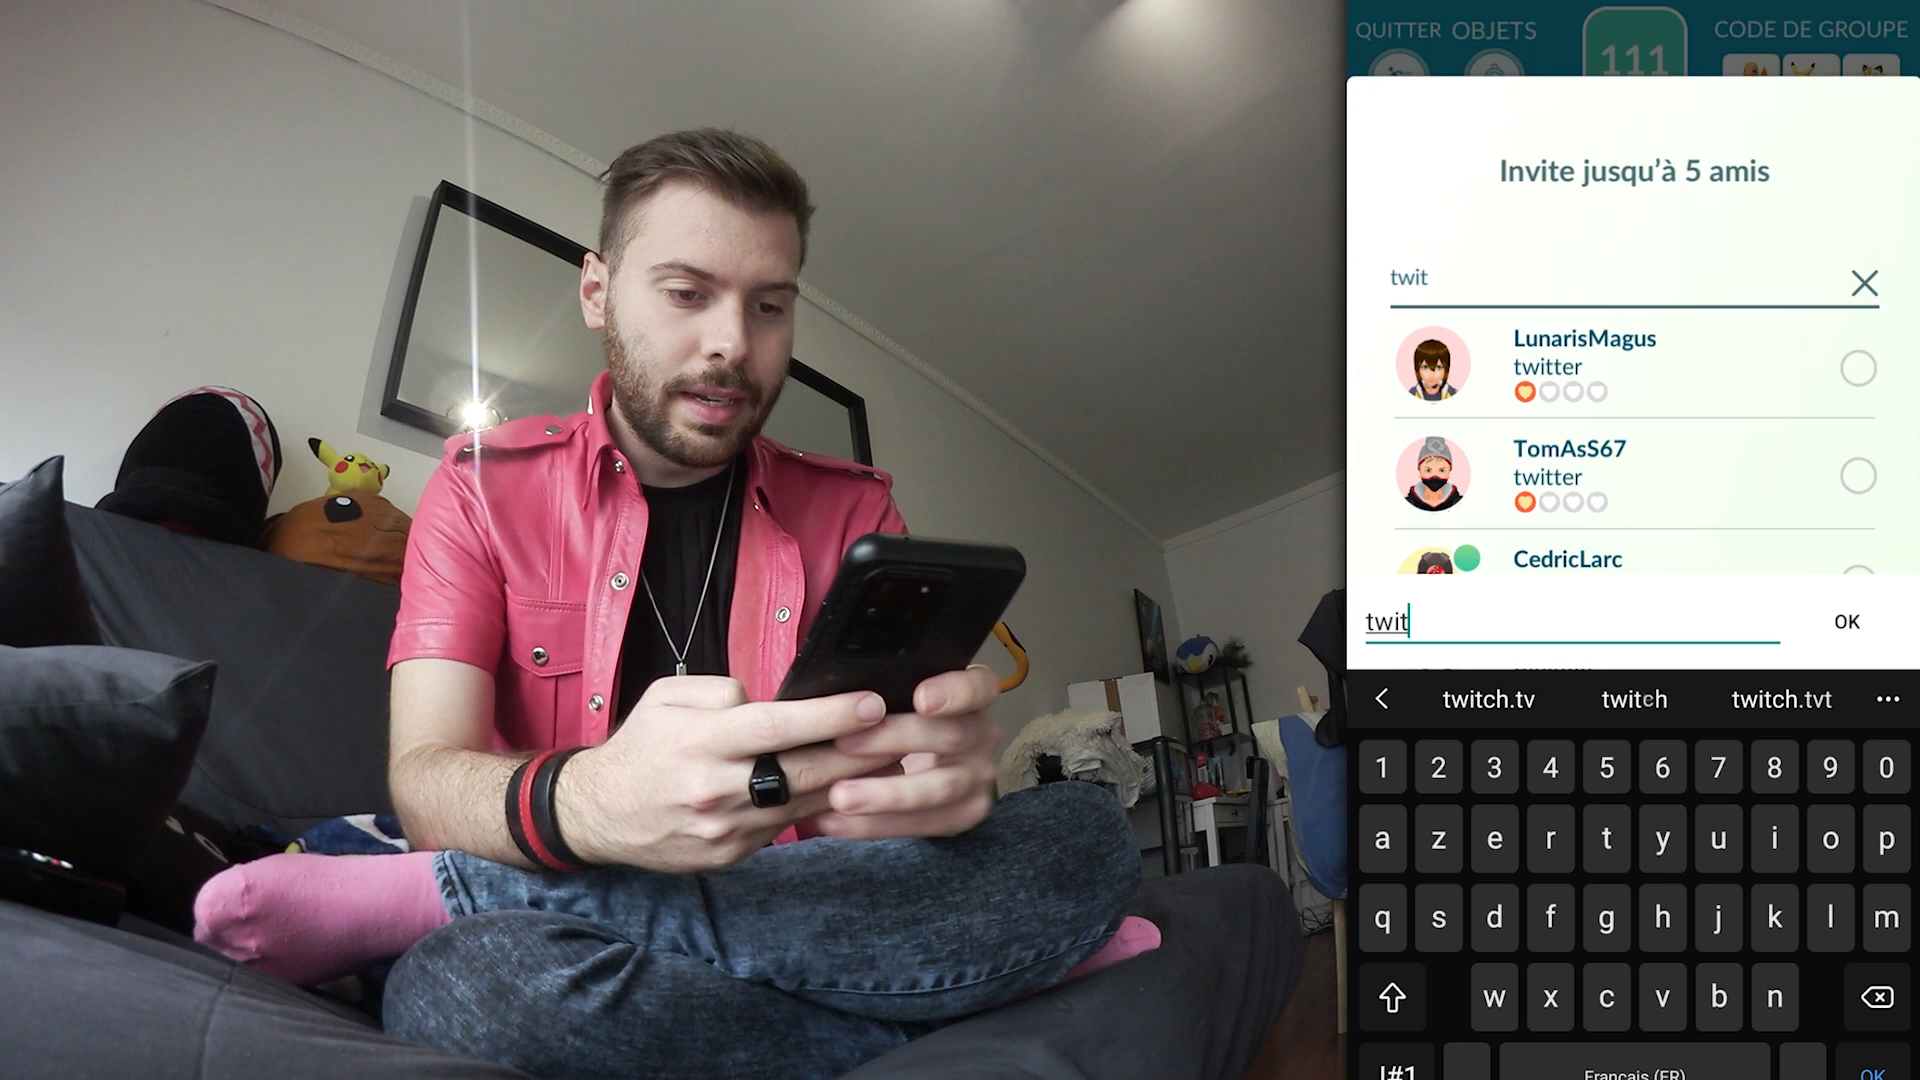 QUITTER OBJETS
111
CODE DE GROUPE
Invite jusqu’à 5 amis
twit
LunarisMagus
twitter
TomAsS67
twitter
CedricLarc
twit
OK
twitch.tv twitch twitch.tvt
1 2 3 4 5 6 7 8 9 0
a z e r t y u i o p
q s d f g h j k l m
w x c v b n
!#1 Français (FR) OK